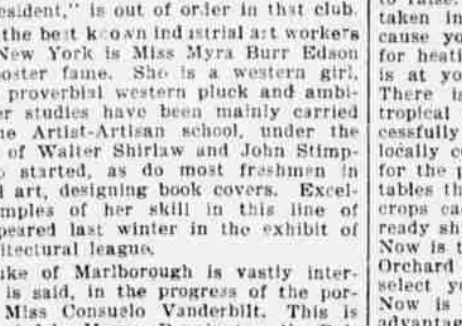 esident," is out of order in that club.
the best known industrial art workers
New York is Miss Myra Burr Edson
oster fame. She is a western girl,
proverbial western pluck and ambi-
er studies have been mainly carried
he Artist-Artisan school, under the
of Walter Shirlaw and John Stimp-
started, as do most freshmen in
l art, designing book covers. Excel-
mples of her skill in this line of
peared last winter in the exhibit of
itectural league.
uke of Marlborough is vastly inter-
is said, in the progress of the por-
Miss Consuelo Vanderbilt. This is
taken in
cause yo
for heati
is at yo
There is
tropical
cessfully
locally c
for the p
tables th
crops ca
ready sh
Now is t
Orchard
select yo
Now is
advantag